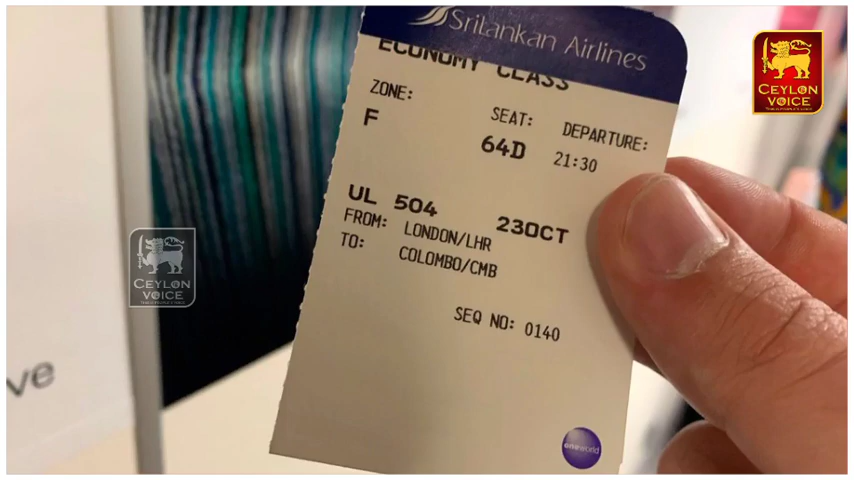 SriLankan Airlines
ECONOMY CLASS
ZONE:
F
SEAT:
64D
DEPARTURE:
21:30
UL 504
23OCT
FROM: LONDON/LHR
TO: COLOMBO/CMB
SEQ NO: 0140
oneworld
CEYLON
VOICE
CEYLON
VOICE
ve